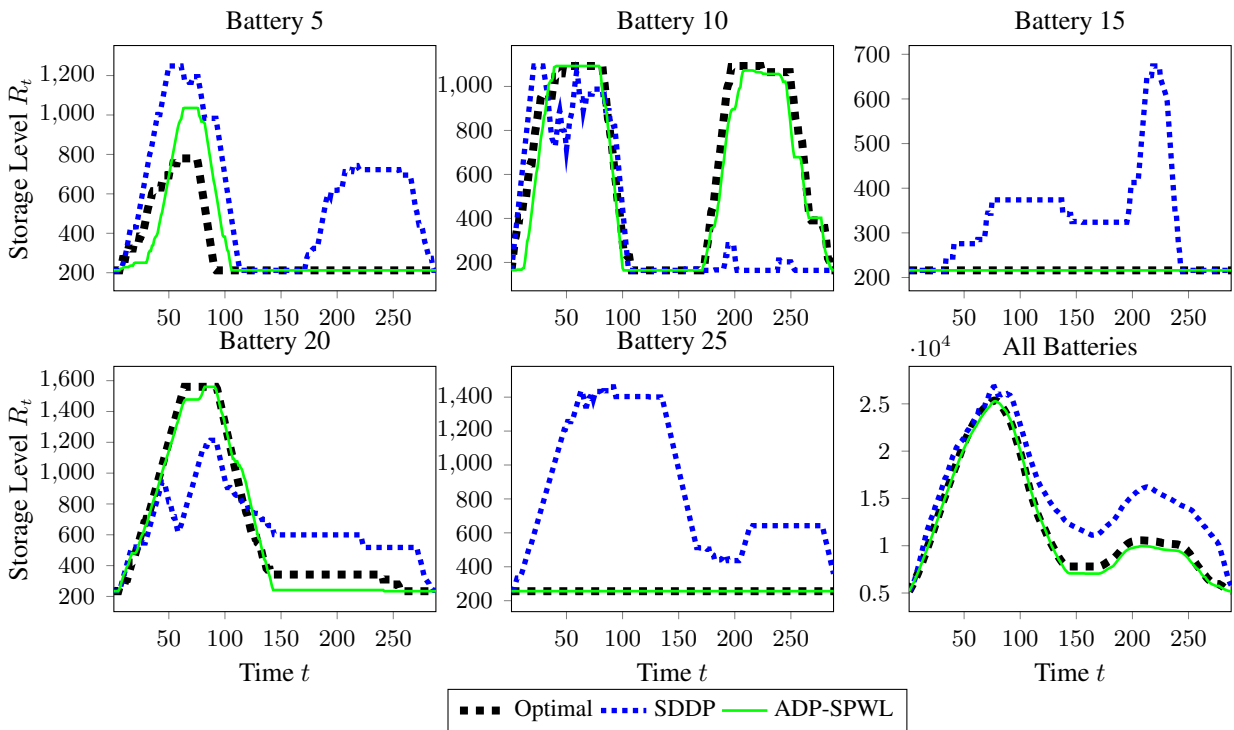 Battery 5
Battery 10
Battery 15
Storage Level R_t
1,200
1,000
800
600
400
200
50 100 150 200 250
1,000
800
600
400
200
50 100 150 200 250
700
600
500
400
300
200
50 100 150 200 250
Battery 20
Battery 25
All Batteries
Storage Level R_t
1,600
1,400
1,200
1,000
800
600
400
200
50 100 150 200 250
Time t
1,400
1,200
1,000
800
600
400
200
50 100 150 200 250
Time t
·10^4
2.5
2
1.5
1
0.5
50 100 150 200 250
Time t
Optimal SDDP ADP-SPWL